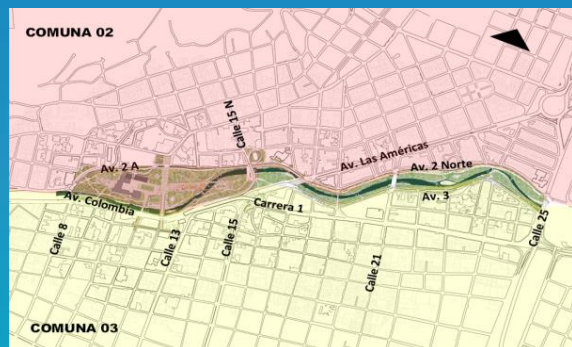 COMUNA 02
Calle 15 N
Av. Las Américas
Av. 2 A
Av. 2 Norte
Av. Colombia
Carrera 1
Av. 3
Calle 8
Calle 13
Calle 15
Calle 21
Calle 25
COMUNA 03